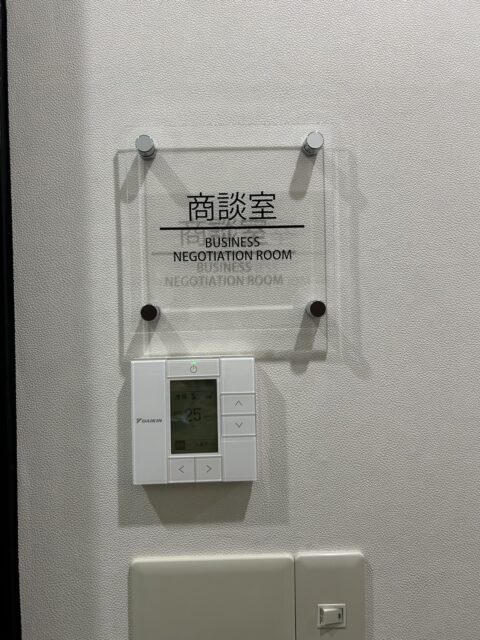 商談室
BUSINESS
NEGOTIATION ROOM
DAIKIN
25